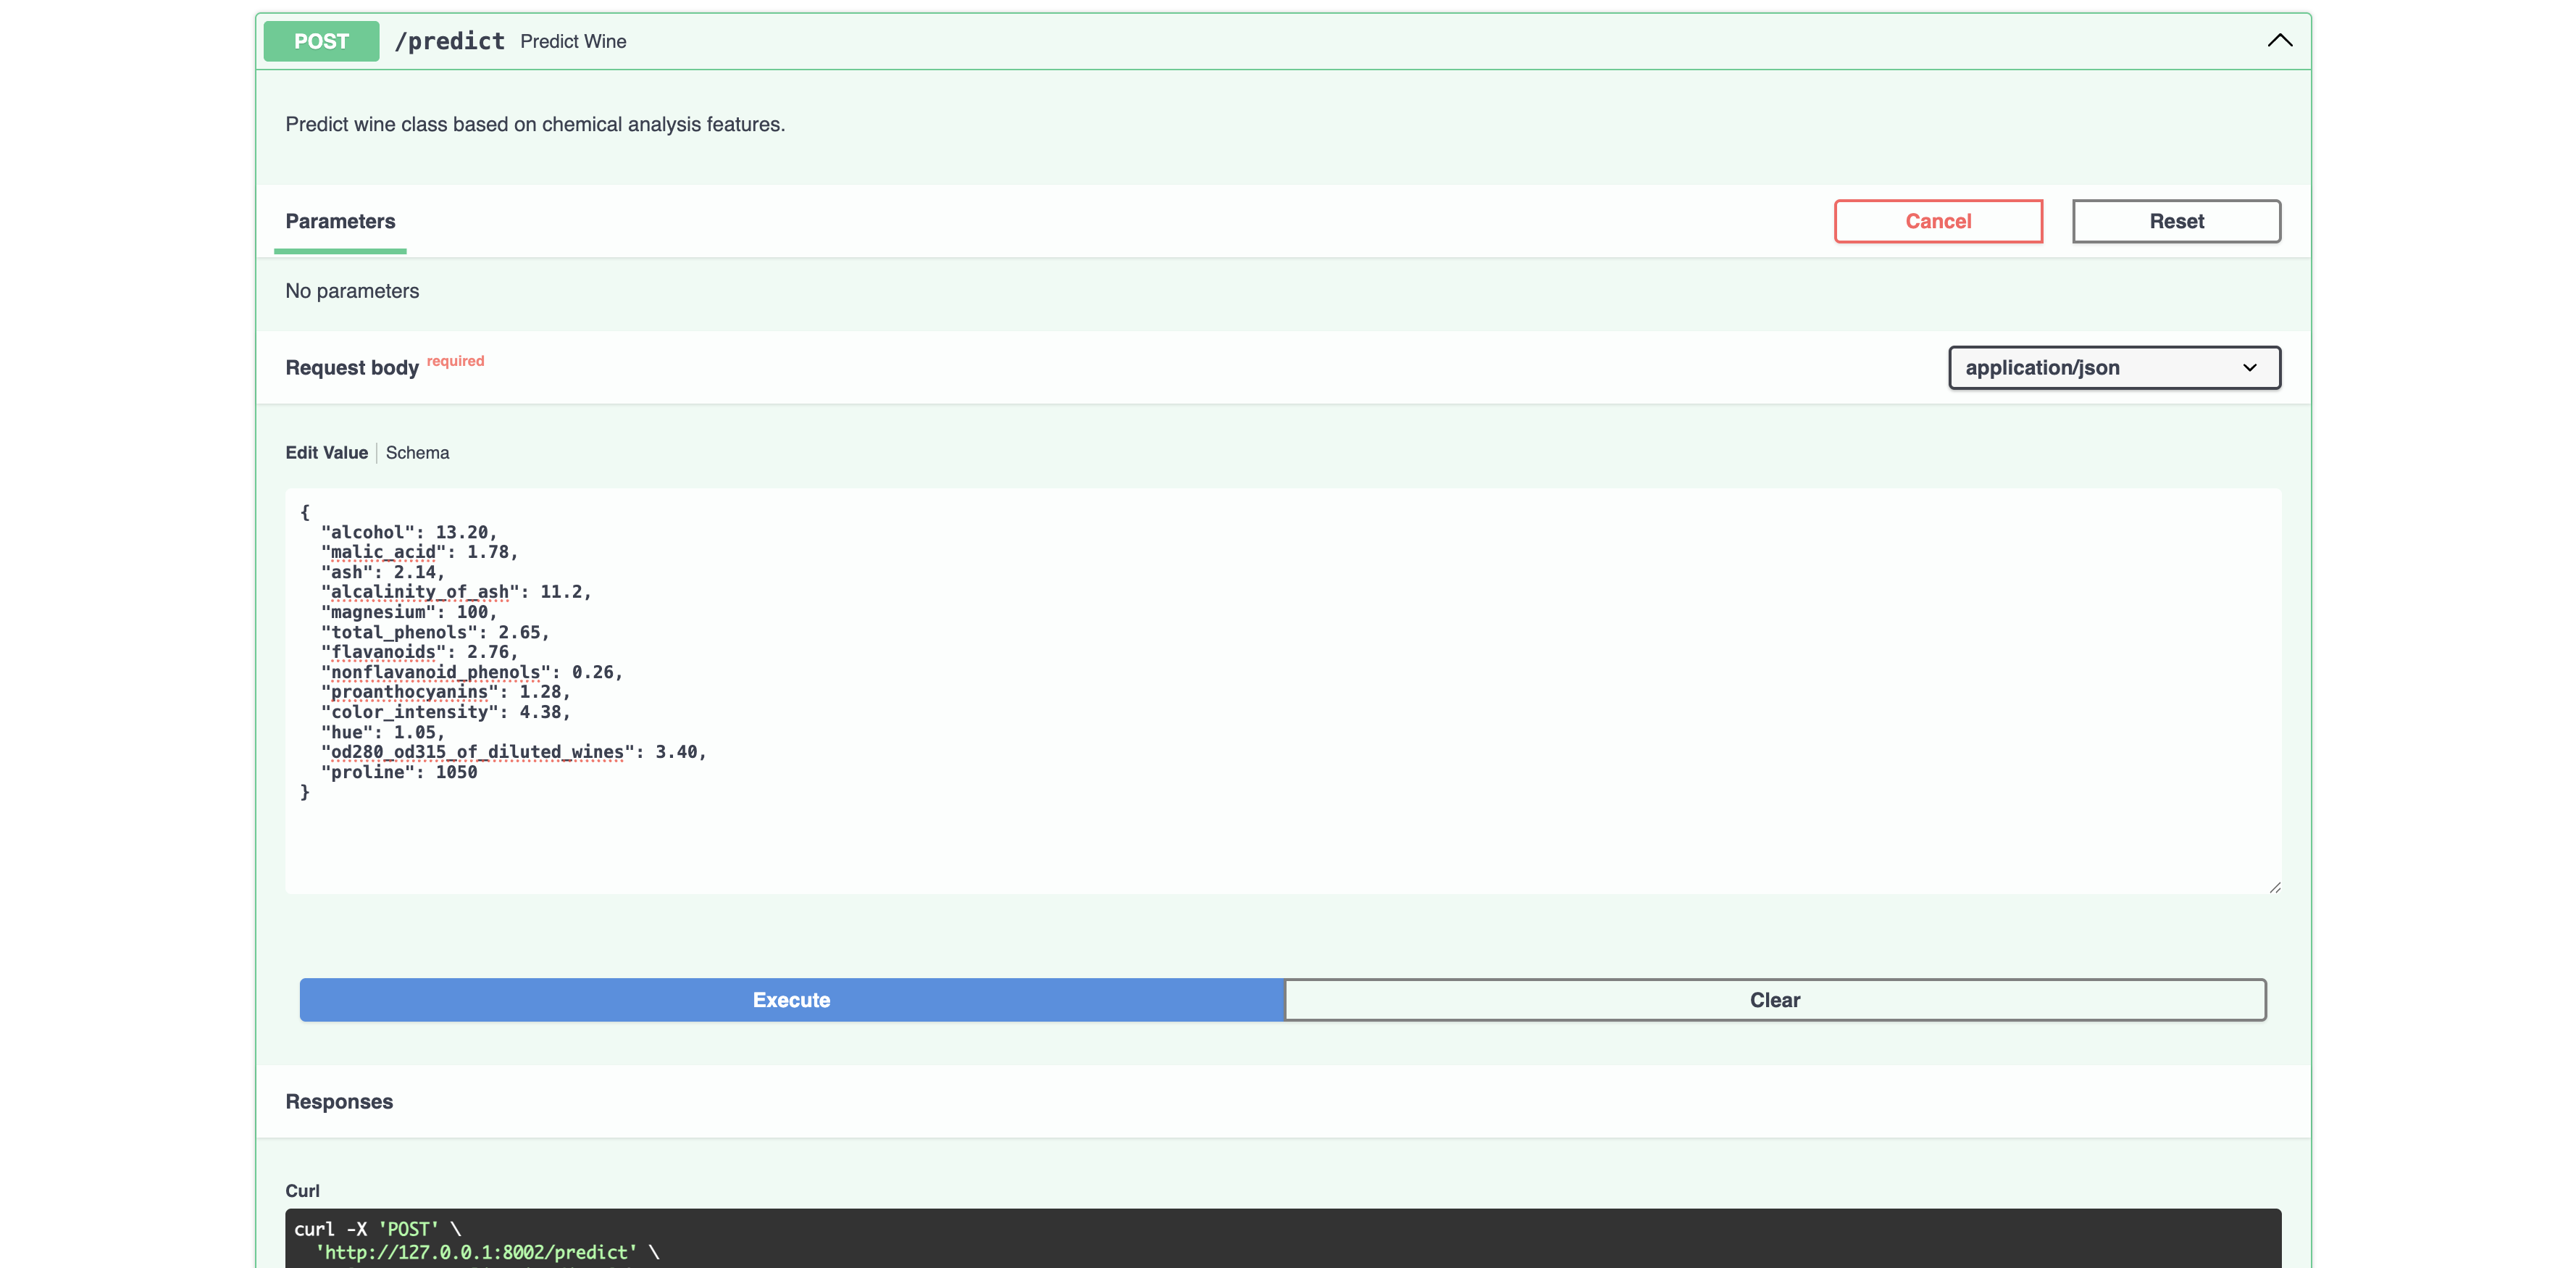 POST /predict Predict Wine
Predict wine class based on chemical analysis features.
Parameters
Cancel
Reset
No parameters
Request body required
application/json
Edit Value | Schema
{
  "alcohol": 13.20,
  "malic_acid": 1.78,
  "ash": 2.14,
  "alcalinity_of_ash": 11.2,
  "magnesium": 100,
  "total_phenols": 2.65,
  "flavanoids": 2.76,
  "nonflavanoid_phenols": 0.26,
  "proanthocyanins": 1.28,
  "color_intensity": 4.38,
  "hue": 1.05,
  "od280_od315_of_diluted_wines": 3.40,
  "proline": 1050
}
Execute
Clear
Responses
Curl
curl -X 'POST' \
  'http://127.0.0.1:8002/predict' \